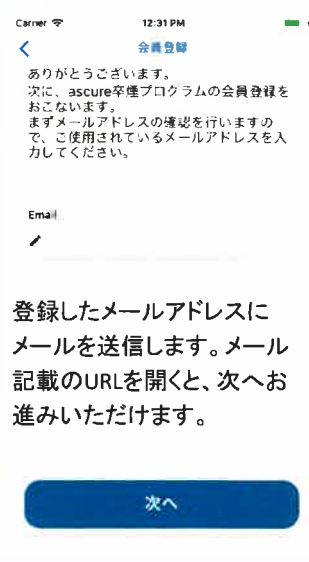 Carrier 12:31 PM
会員登録
ありがとうございます。
次に、ascure卒煙プログラムの会員登録を
おこないます。
まずメールアドレスの確認を行いますの
で、ご使用されているメールアドレスを入
力してください。
Email
登録したメールアドレスに
メールを送信します。メール
記載のURLを開くと、次へお
進みいただけます。
次へ